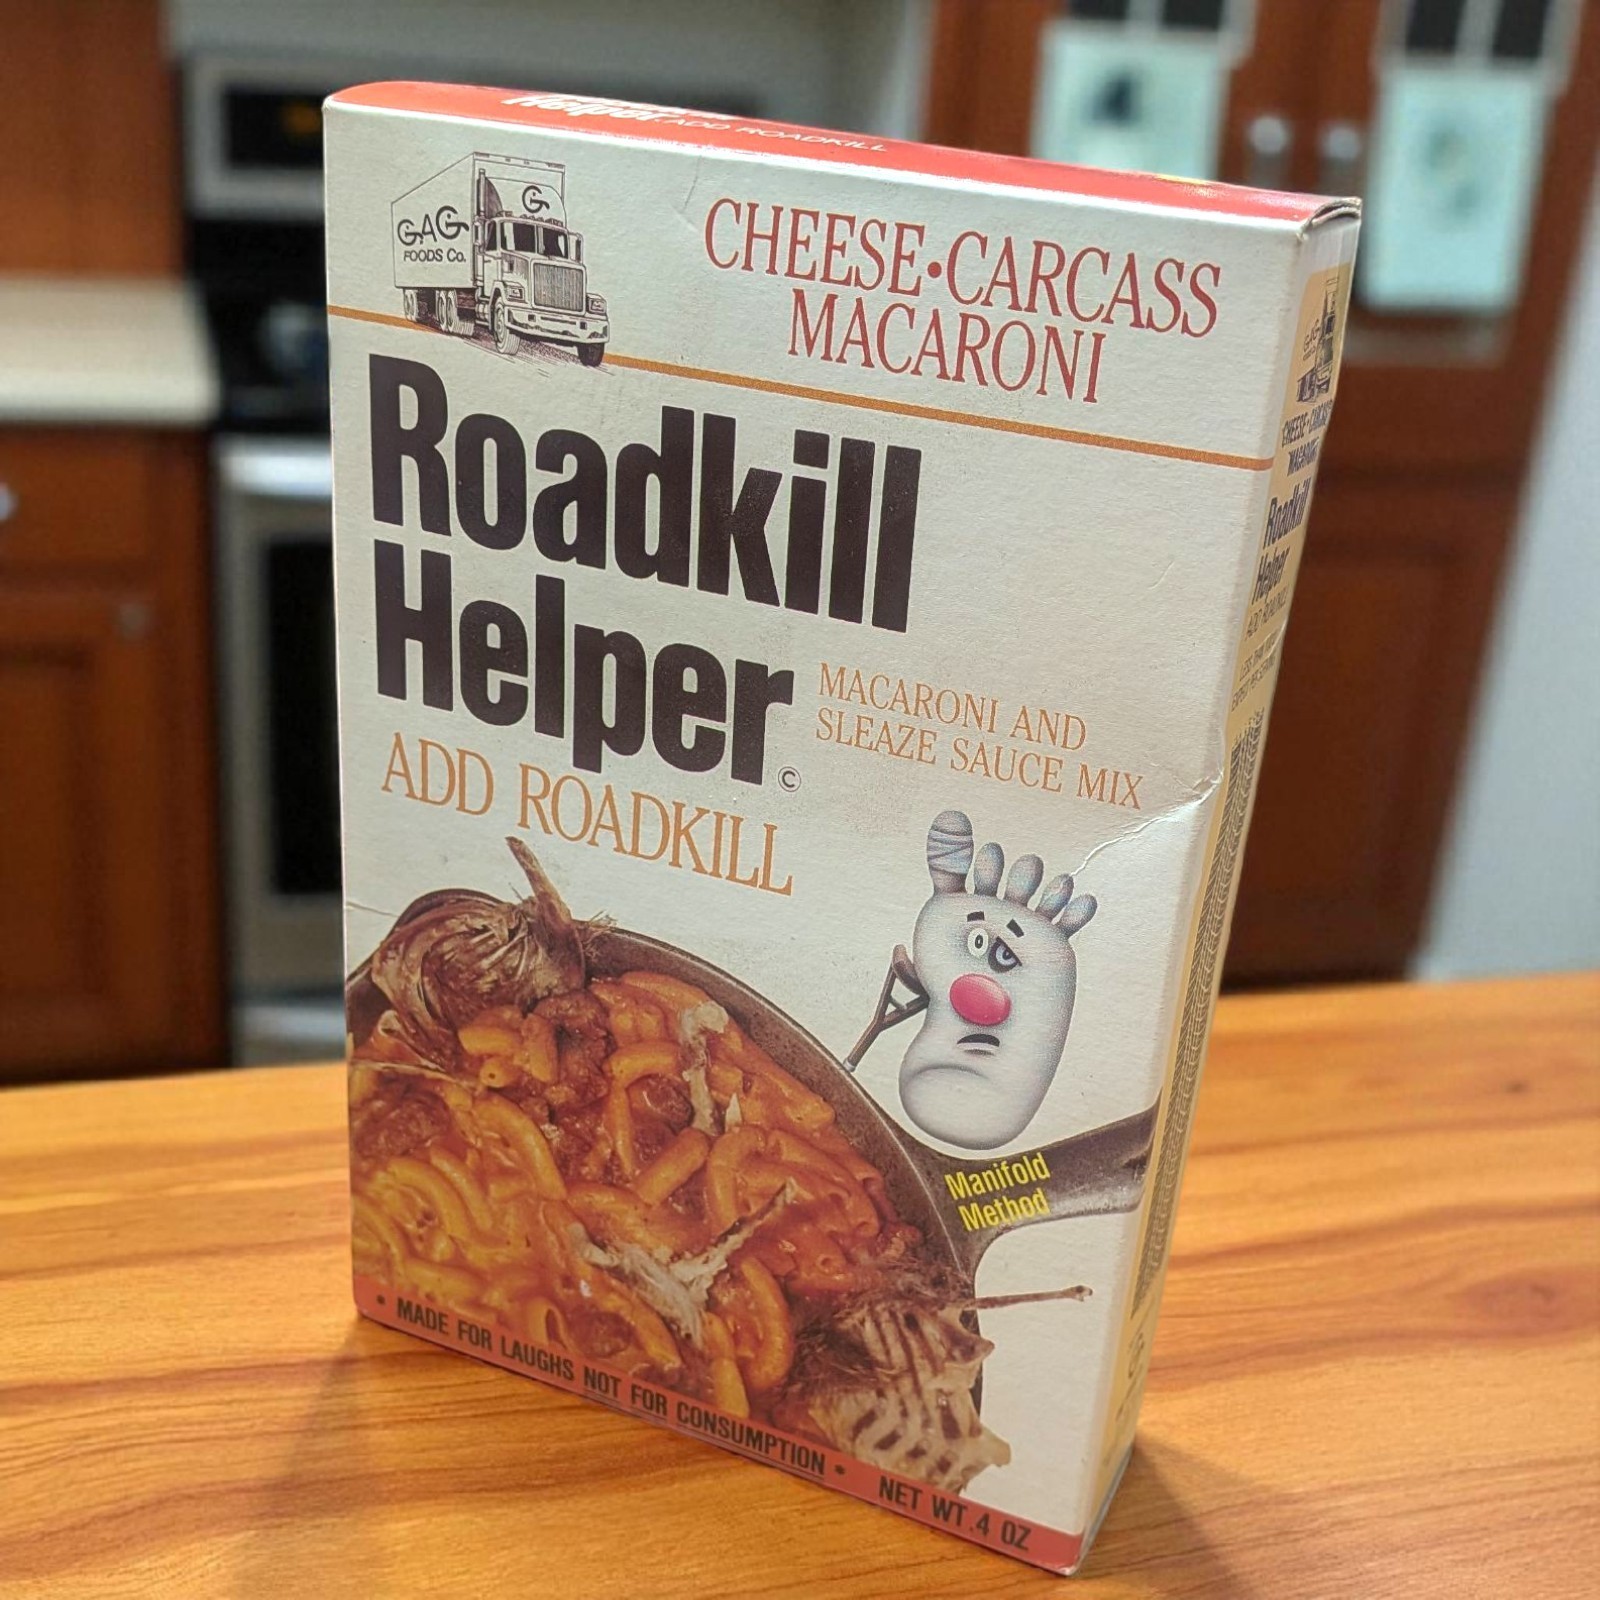 Helper ADD ROADKILL
GAG
FOODS Co.
G
CHEESE•CARCASS
MACARONI
Roadkill
Helper©
MACARONI AND
SLEAZE SAUCE MIX
ADD ROADKILL
Manifold
Method
• MADE FOR LAUGHS NOT FOR CONSUMPTION •
NET WT .4 OZ
CHEESE•CARCASS
MACARONI
Roadkill
Helper
ADD ROADKILL